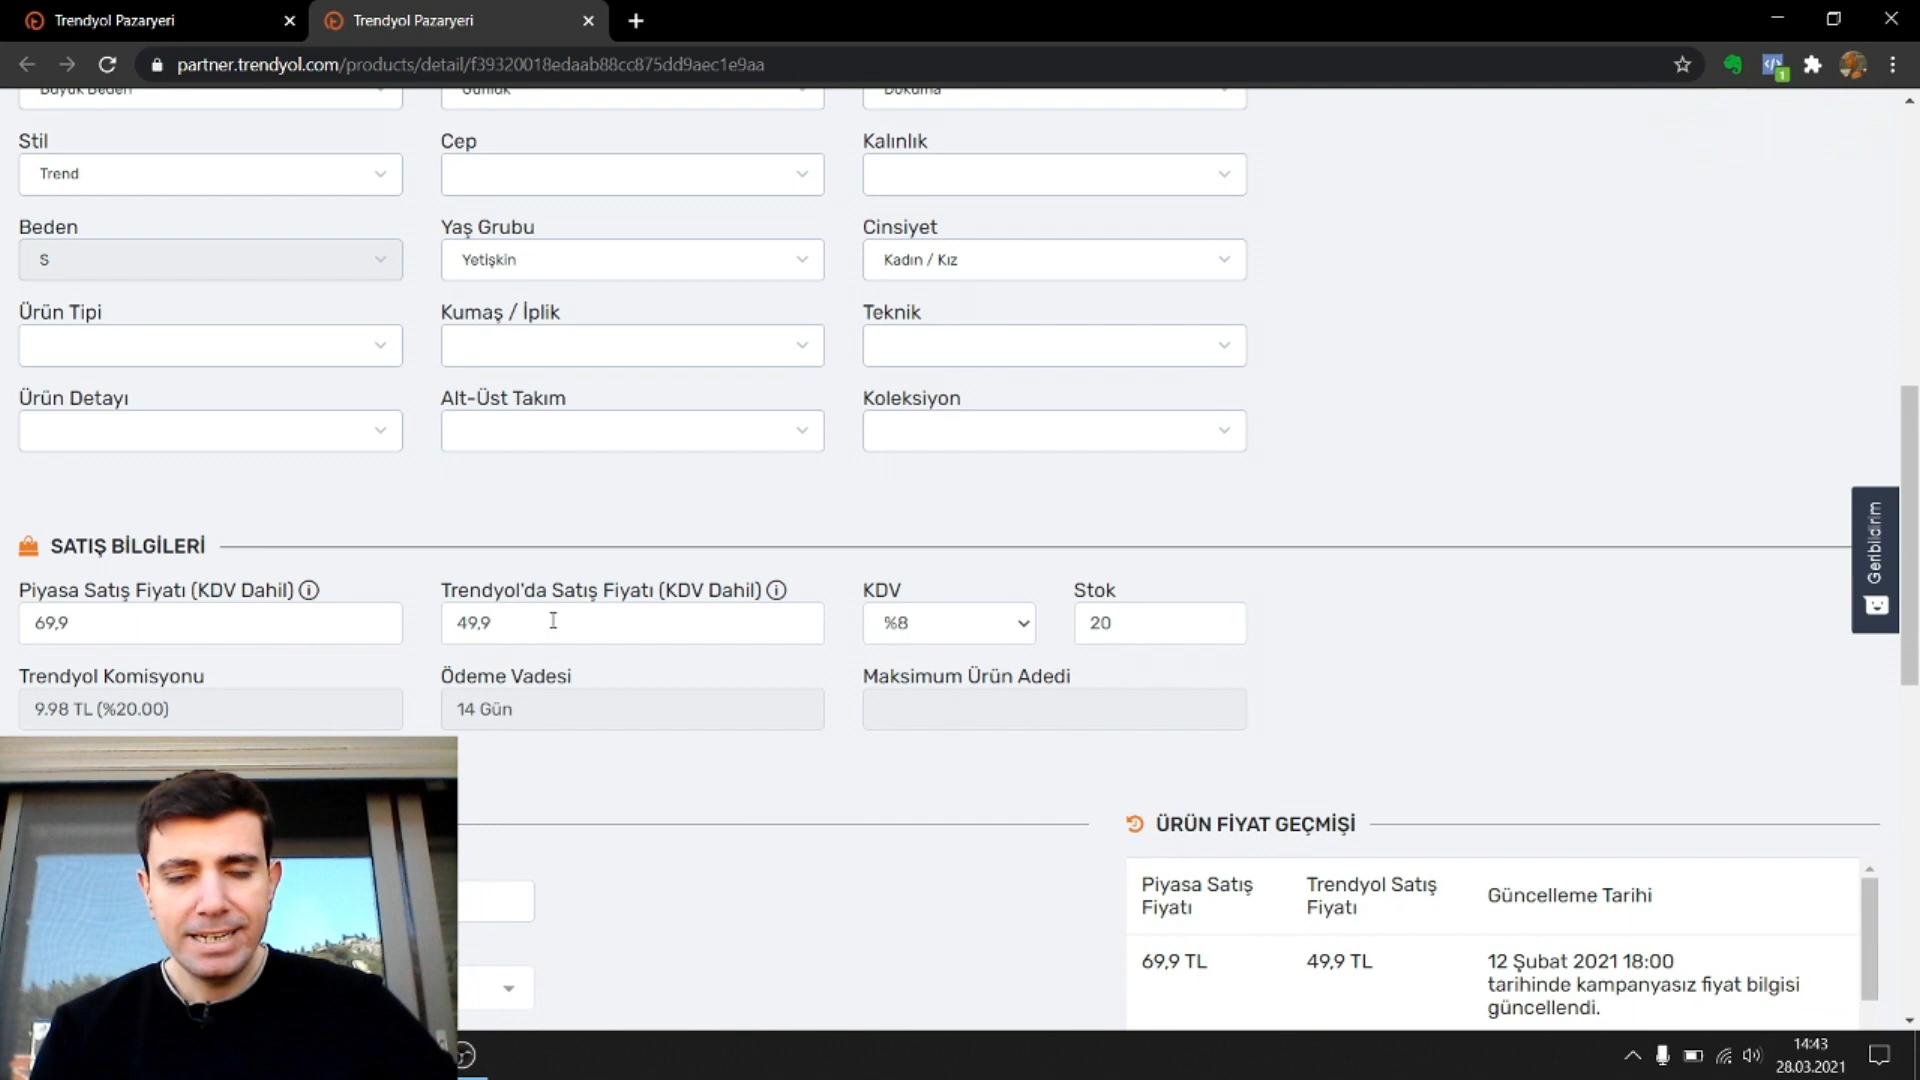 Trendyol Pazaryeri
Trendyol Pazaryeri
partner.trendyol.com/products/detail/f39320018edaab88cc875dd9aec1e9aa
Büyük Beden
Günlük
Dokuma
Stil
Cep
Kalınlık
Trend
Beden
Yaş Grubu
Cinsiyet
S
Yetişkin
Kadın / Kız
Ürün Tipi
Kumaş / İplik
Teknik
Ürün Detayı
Alt-Üst Takım
Koleksiyon
Geribildirim
SATIŞ BİLGİLERİ
Piyasa Satış Fiyatı (KDV Dahil)
Trendyol'da Satış Fiyatı (KDV Dahil)
KDV
Stok
69,9
49,9
%8
20
Trendyol Komisyonu
Ödeme Vadesi
Maksimum Ürün Adedi
9.98 TL (%20.00)
14 Gün
ÜRÜN FİYAT GEÇMİŞİ
Piyasa Satış
Fiyatı
Trendyol Satış
Fiyatı
Güncelleme Tarihi
69,9 TL
49,9 TL
12 Şubat 2021 18:00
tarihinde kampanyasız fiyat bilgisi
güncellendi.
14:43
28.03.2021